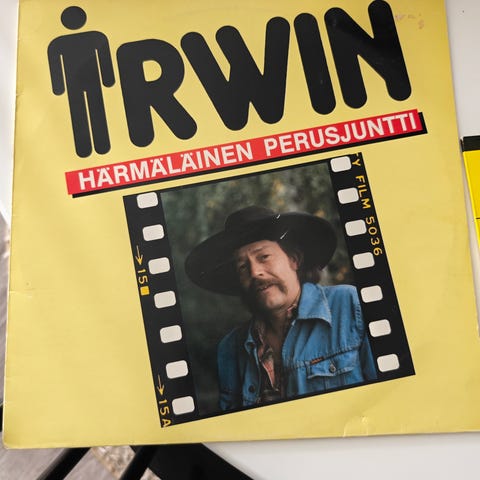 IRWIN
HÄRMÄLÄINEN PERUSJUNTTI
Y FILM 5036
→15
→15A